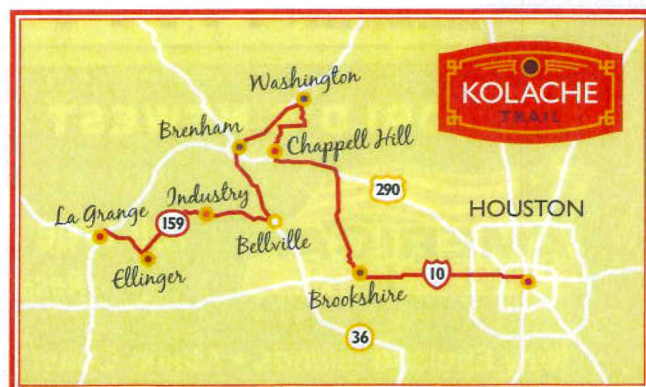 Washington
KOLACHE
TRAIL
Brenham
Chappell Hill
290
La Grange
Industry
HOUSTON
159
Bellville
Ellinger
Brookshire
10
36